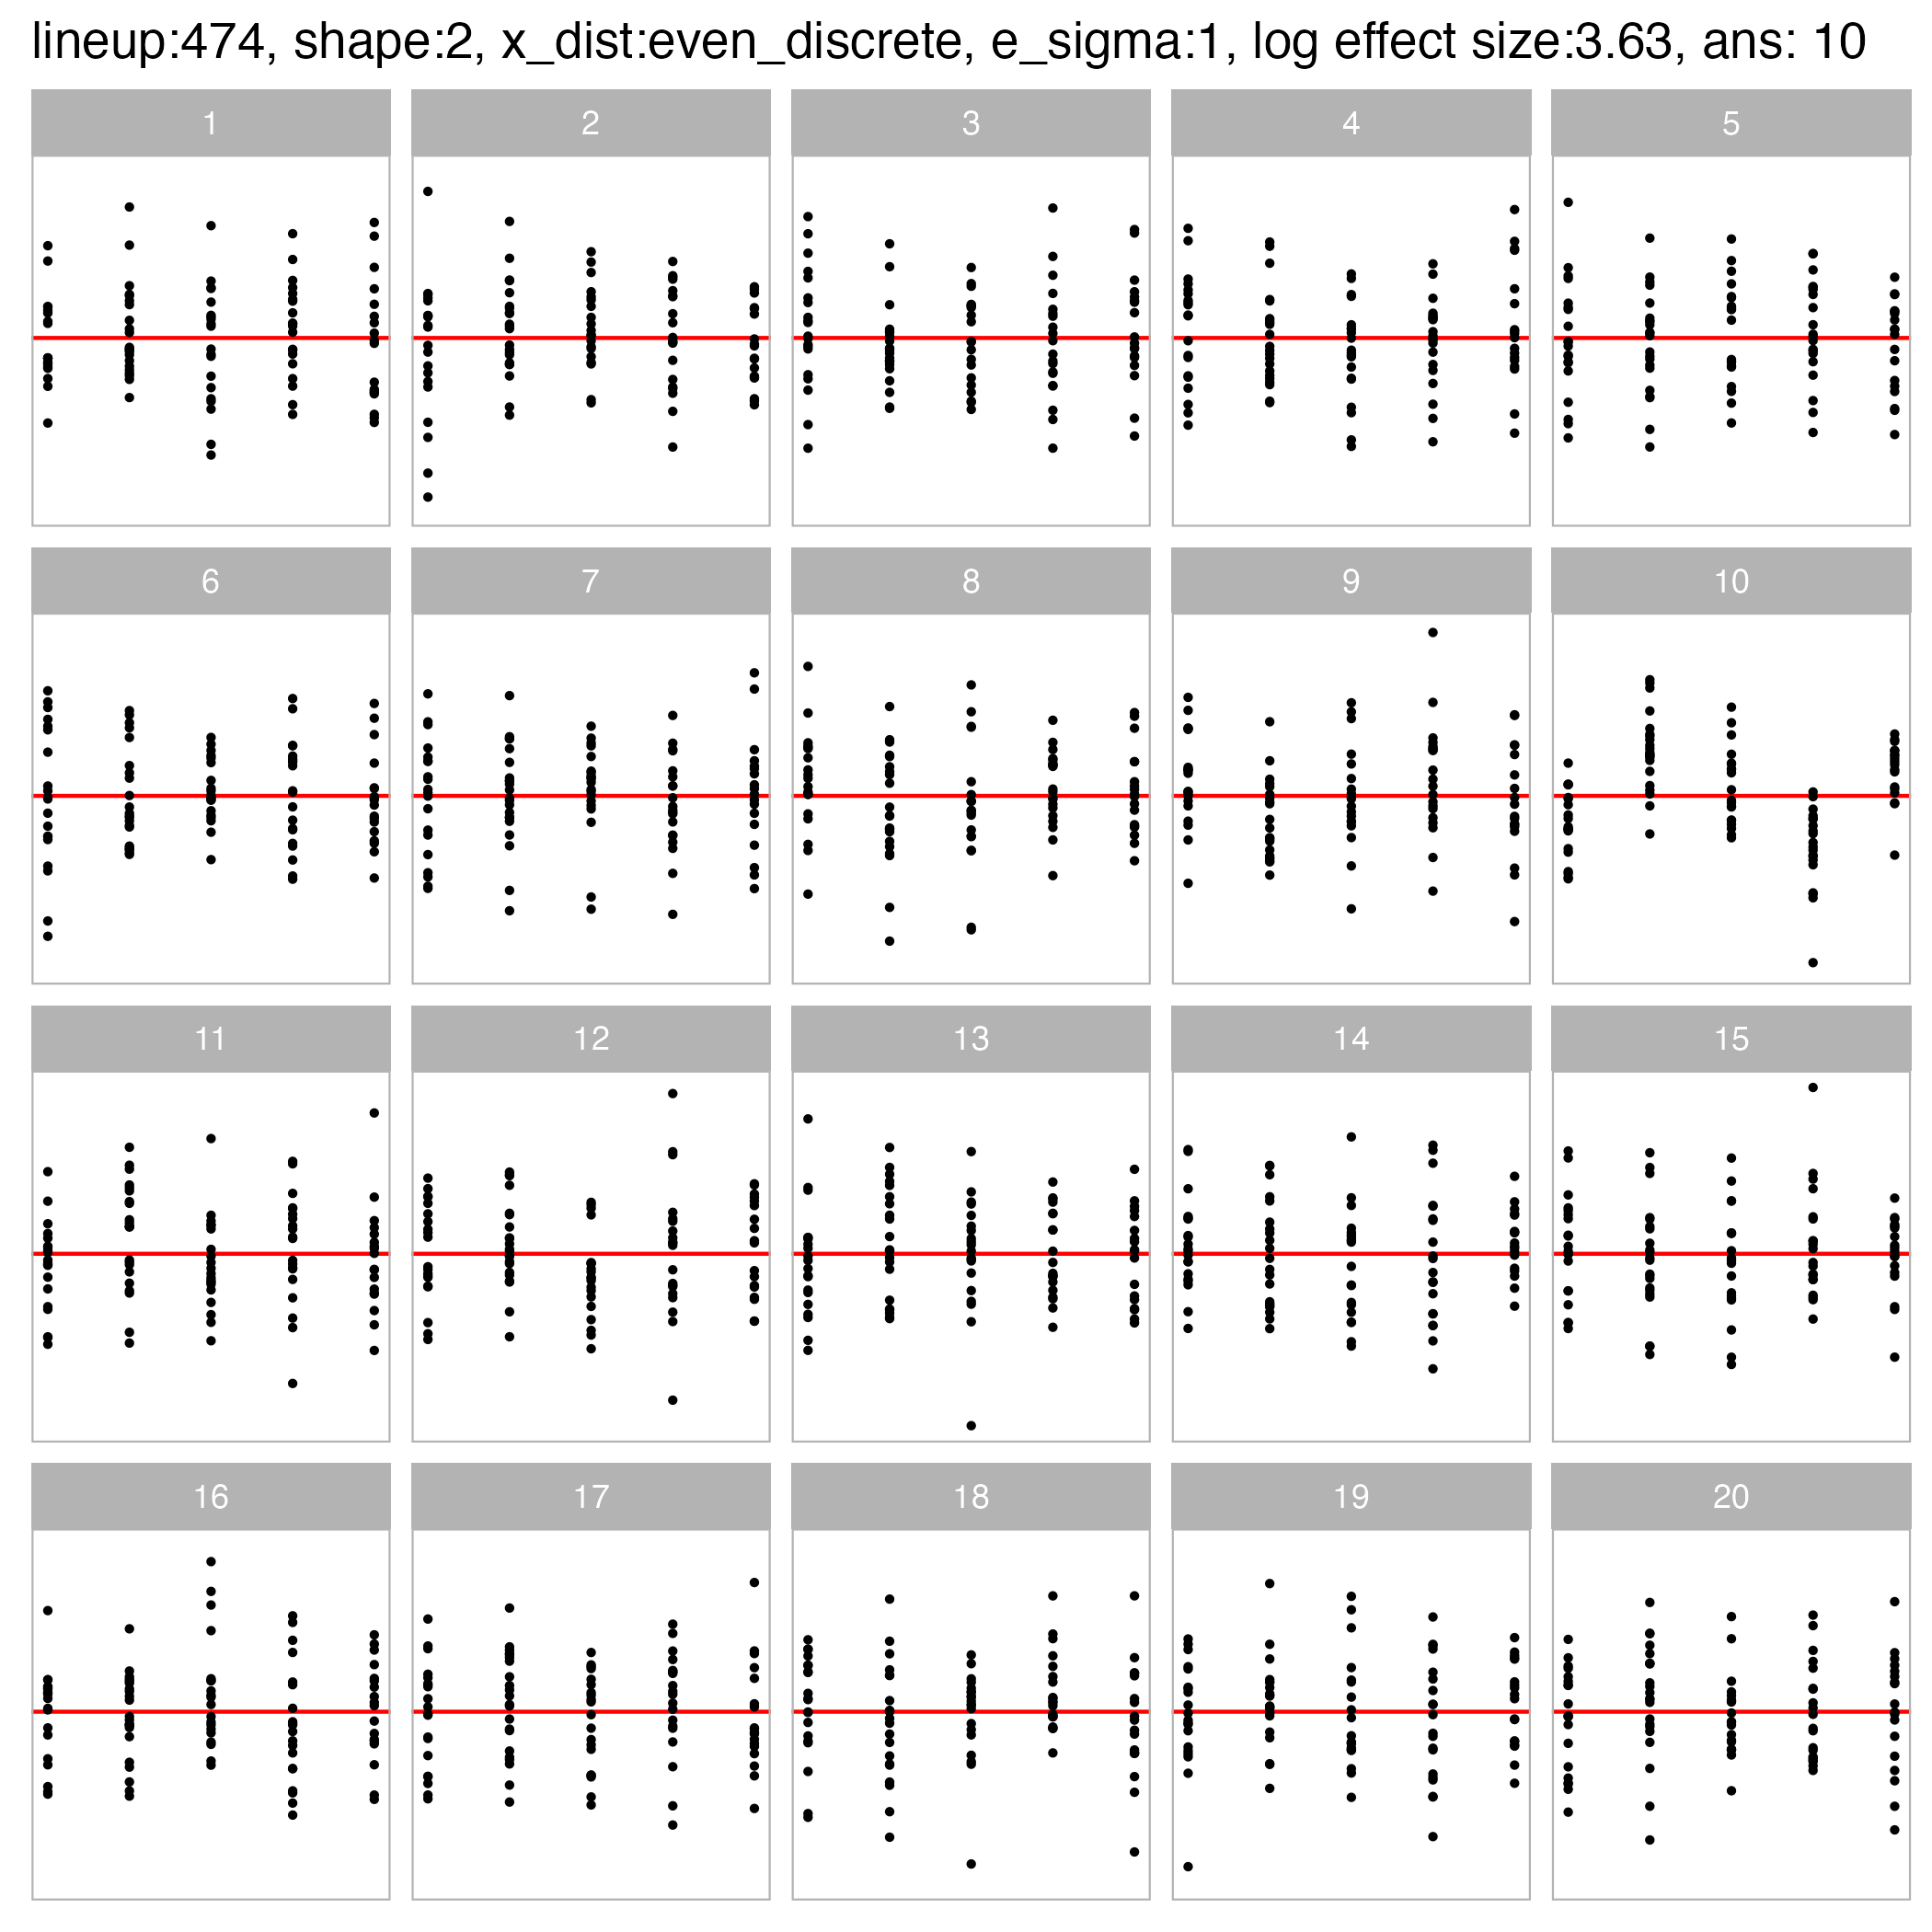 lineup:474, shape:2, x_dist:even_discrete, e_sigma:1, log effect size:3.63, ans: 10
1 2 3 4 5
6 7 8 9 10
11 12 13 14 15
16 17 18 19 20